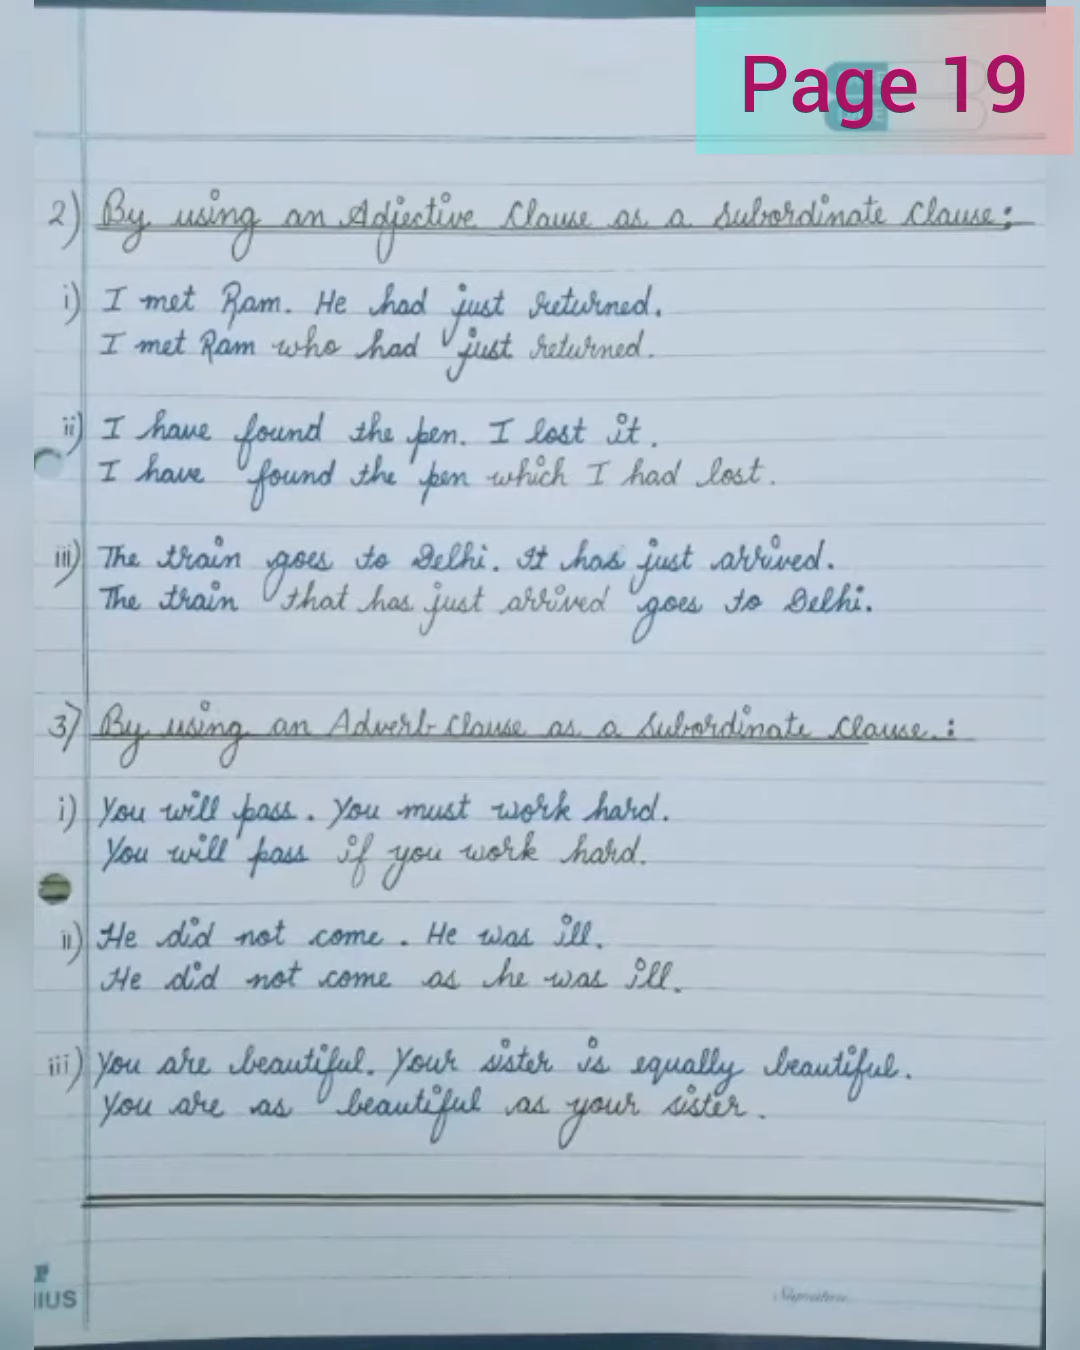 Page 19
2) By using an Adjective Clause as a Subordinate Clause:
i) I met Ram. He had just returned.
I met Ram who had just returned.
ii) I have found the pen. I lost it.
I have found the pen which I had lost.
iii) The train goes to Delhi. It has just arrived.
The train that has just arrived goes to Delhi.
3) By using an Adverb Clause as a Subordinate Clause.:
i) You will pass. You must work hard.
You will pass if you work hard.
ii) He did not come. He was ill.
He did not come as he was ill.
iii) You are beautiful. Your sister is equally beautiful.
You are as beautiful as your sister.
IUS
Signature